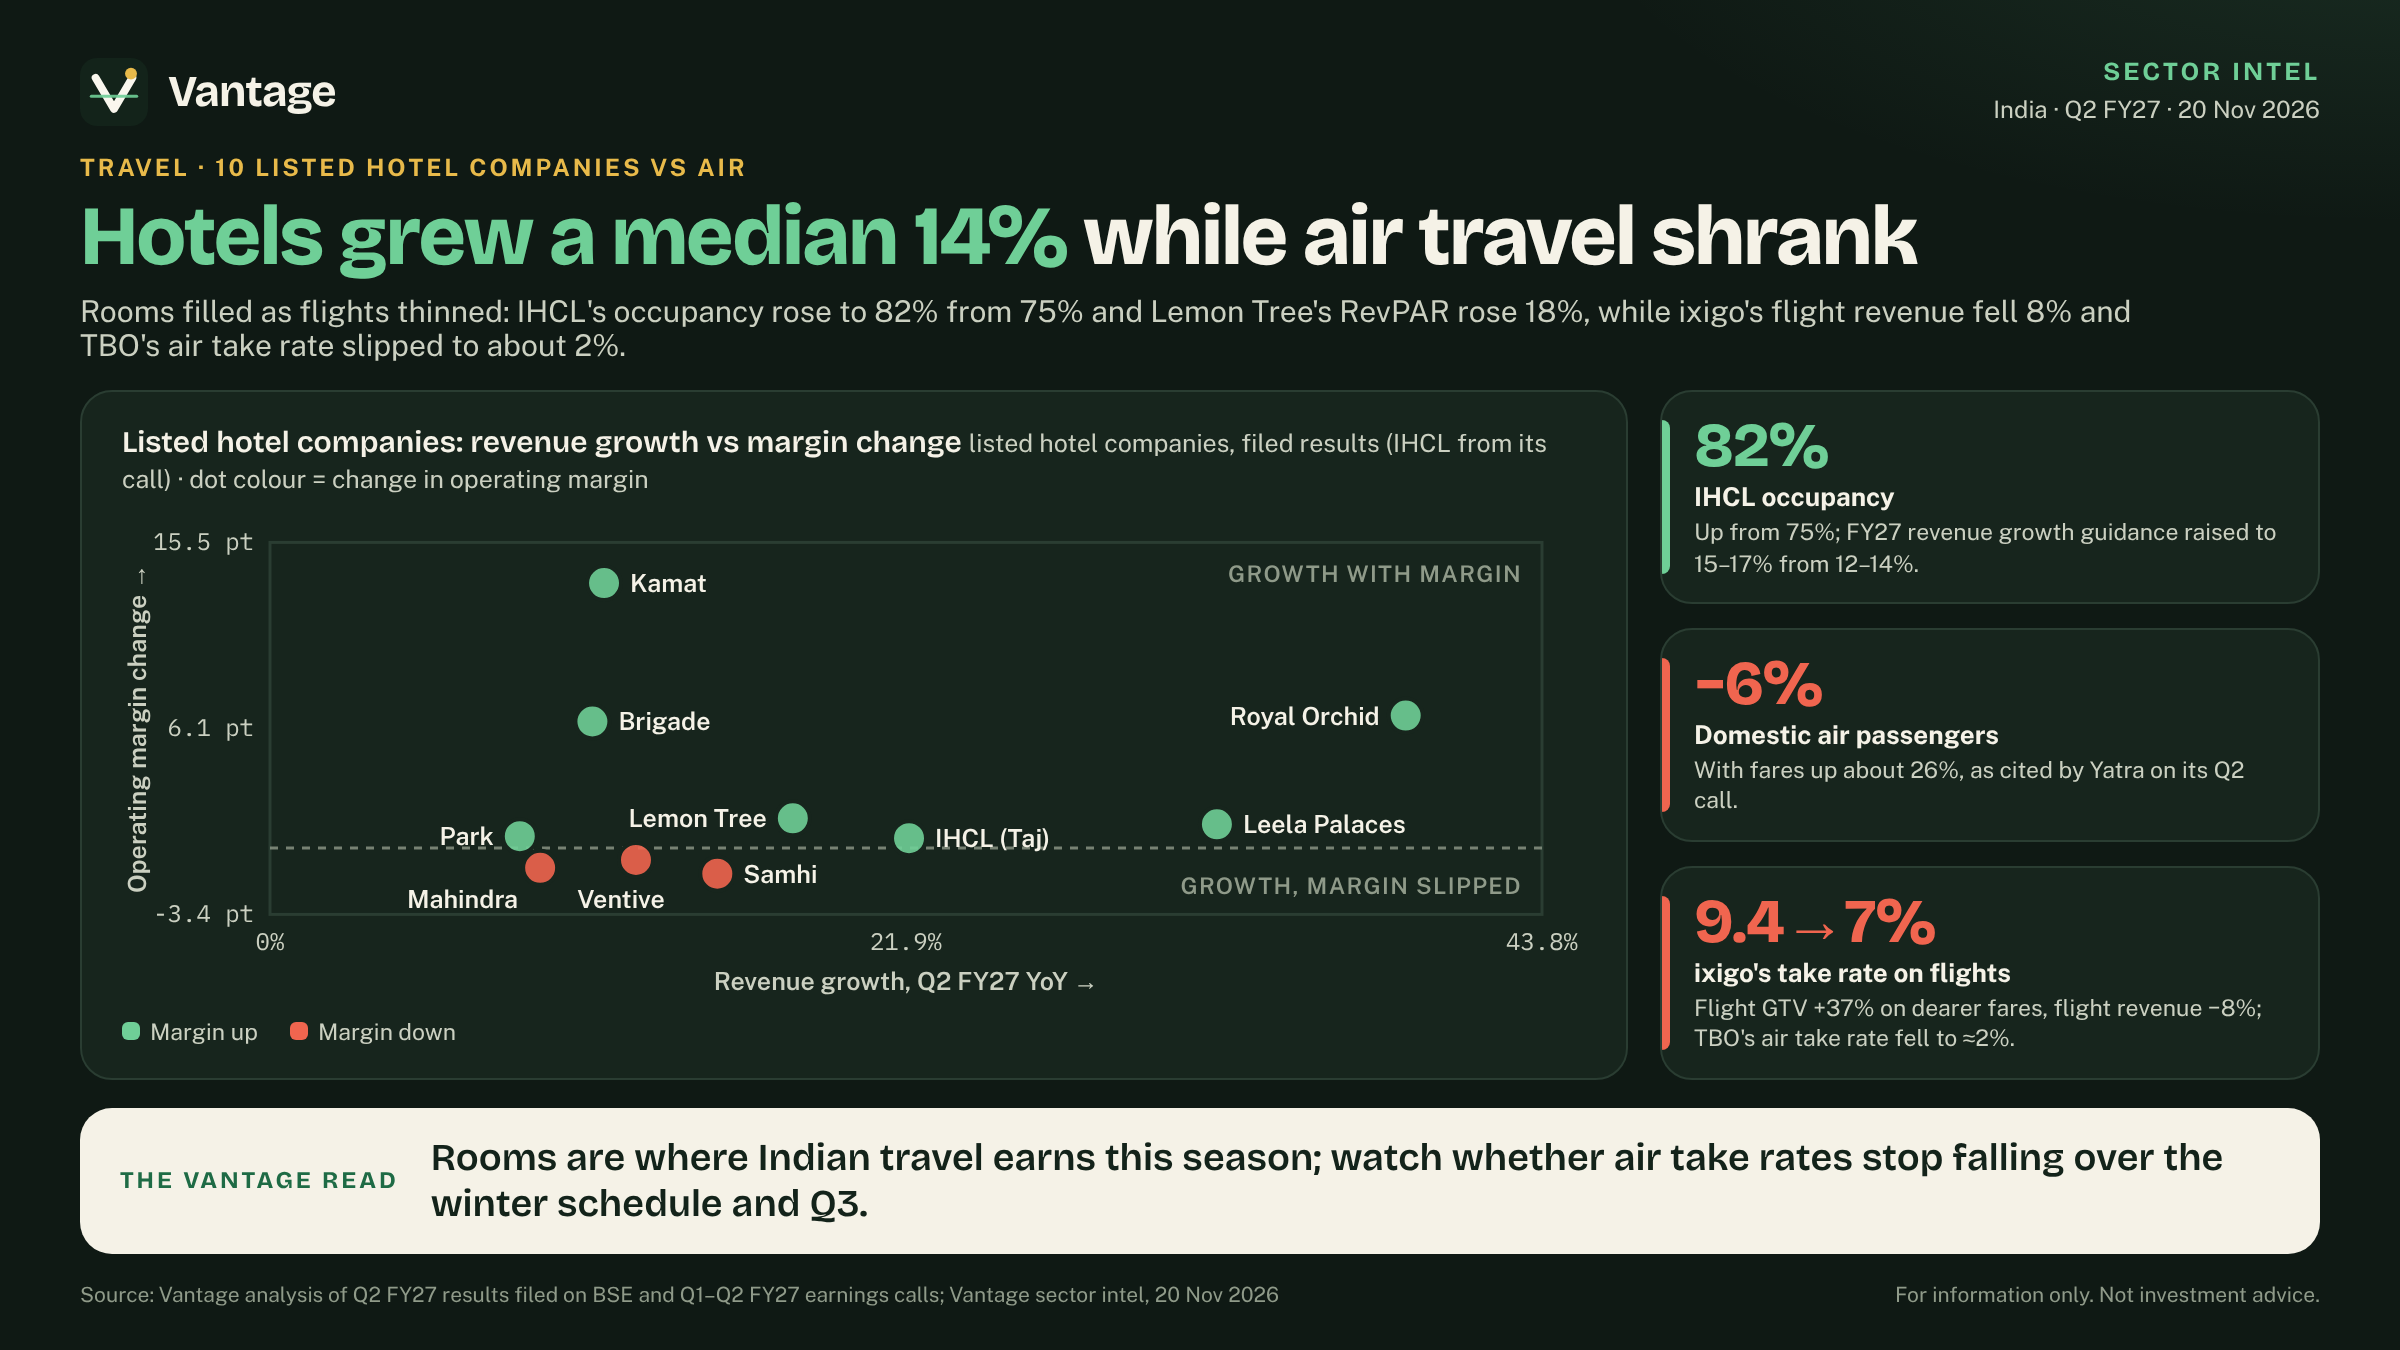 Vantage
SECTOR INTEL
India · Q2 FY27 · 20 Nov 2026
TRAVEL · 10 LISTED HOTEL COMPANIES VS AIR
Hotels grew a median 14% while air travel shrank
Rooms filled as flights thinned: IHCL's occupancy rose to 82% from 75% and Lemon Tree's RevPAR rose 18%, while ixigo's flight revenue fell 8% and
TBO's air take rate slipped to about 2%.
Listed hotel companies: revenue growth vs margin change listed hotel companies, filed results (IHCL from its
call) · dot colour = change in operating margin
Operating margin change →
15.5 pt
6.1 pt
-3.4 pt
GROWTH WITH MARGIN
Kamat
Brigade
Royal Orchid
Lemon Tree
Park
IHCL (Taj)
Leela Palaces
Samhi
Mahindra
Ventive
GROWTH, MARGIN SLIPPED
0%
21.9%
43.8%
Revenue growth, Q2 FY27 YoY →
Margin up
Margin down
82%
IHCL occupancy
Up from 75%; FY27 revenue growth guidance raised to
15–17% from 12–14%.
−6%
Domestic air passengers
With fares up about 26%, as cited by Yatra on its Q2
call.
9.4→7%
ixigo's take rate on flights
Flight GTV +37% on dearer fares, flight revenue −8%;
TBO's air take rate fell to ≈2%.
THE VANTAGE READ
Rooms are where Indian travel earns this season; watch whether air take rates stop falling over the
winter schedule and Q3.
Source: Vantage analysis of Q2 FY27 results filed on BSE and Q1–Q2 FY27 earnings calls; Vantage sector intel, 20 Nov 2026
For information only. Not investment advice.